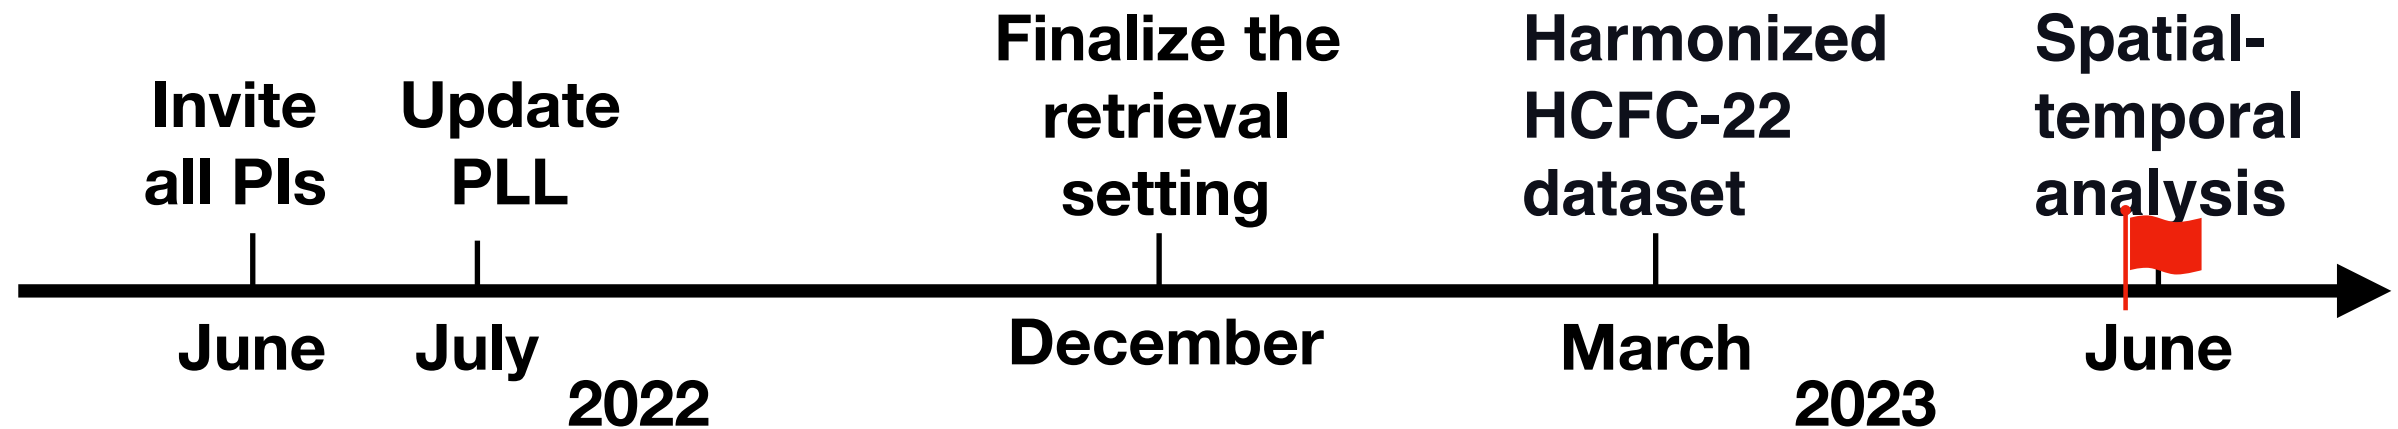 Invite
all PIs
Update
PLL
Finalize the
retrieval
setting
Harmonized
HCFC-22
dataset
Spatial-
temporal
analysis
June
July
December
March
June
2022
2023